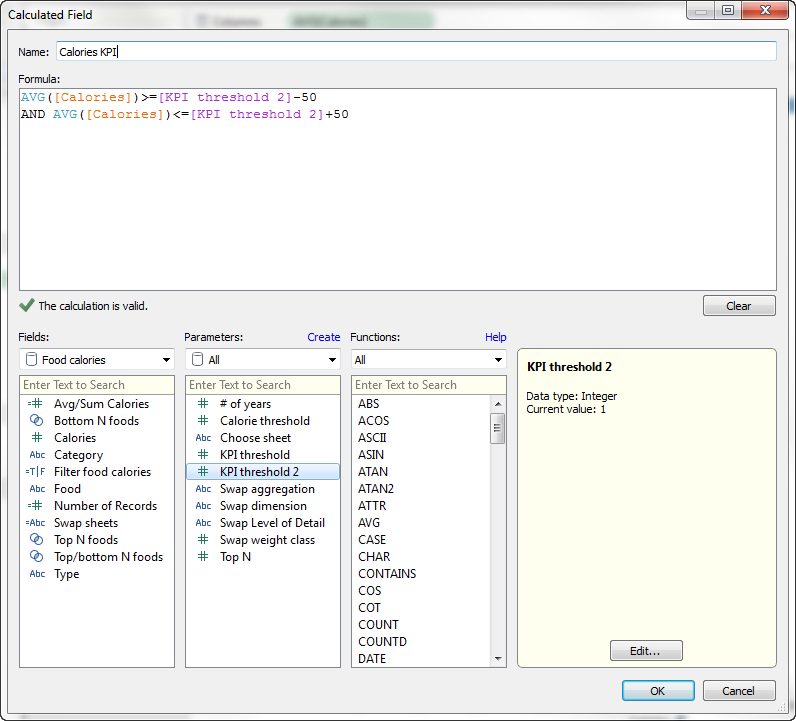 Calculated Field
Name: Calories KPI
Formula:
AVG([Calories])>=[KPI threshold 2]-50
AND AVG([Calories])<=[KPI threshold 2]+50
The calculation is valid.
Clear
Fields:
Food calories
Enter Text to Search
=# Avg/Sum Calories
Bottom N foods
# Calories
Abc Category
=T|F Filter food calories
Abc Food
=# Number of Records
=Abc Swap sheets
Top N foods
Top/bottom N foods
Abc Type
Parameters: Create
All
Enter Text to Search
# # of years
# Calorie threshold
Abc Choose sheet
# KPI threshold
# KPI threshold 2
Abc Swap aggregation
Abc Swap dimension
Abc Swap Level of Detail
Abc Swap weight class
# Top N
Functions: Help
All
Enter Text to Search
ABS
ACOS
ASCII
ASIN
ATAN
ATAN2
ATTR
AVG
CASE
CHAR
CONTAINS
COS
COT
COUNT
COUNTD
DATE
KPI threshold 2
Data type: Integer
Current value: 1
Edit...
OK
Cancel